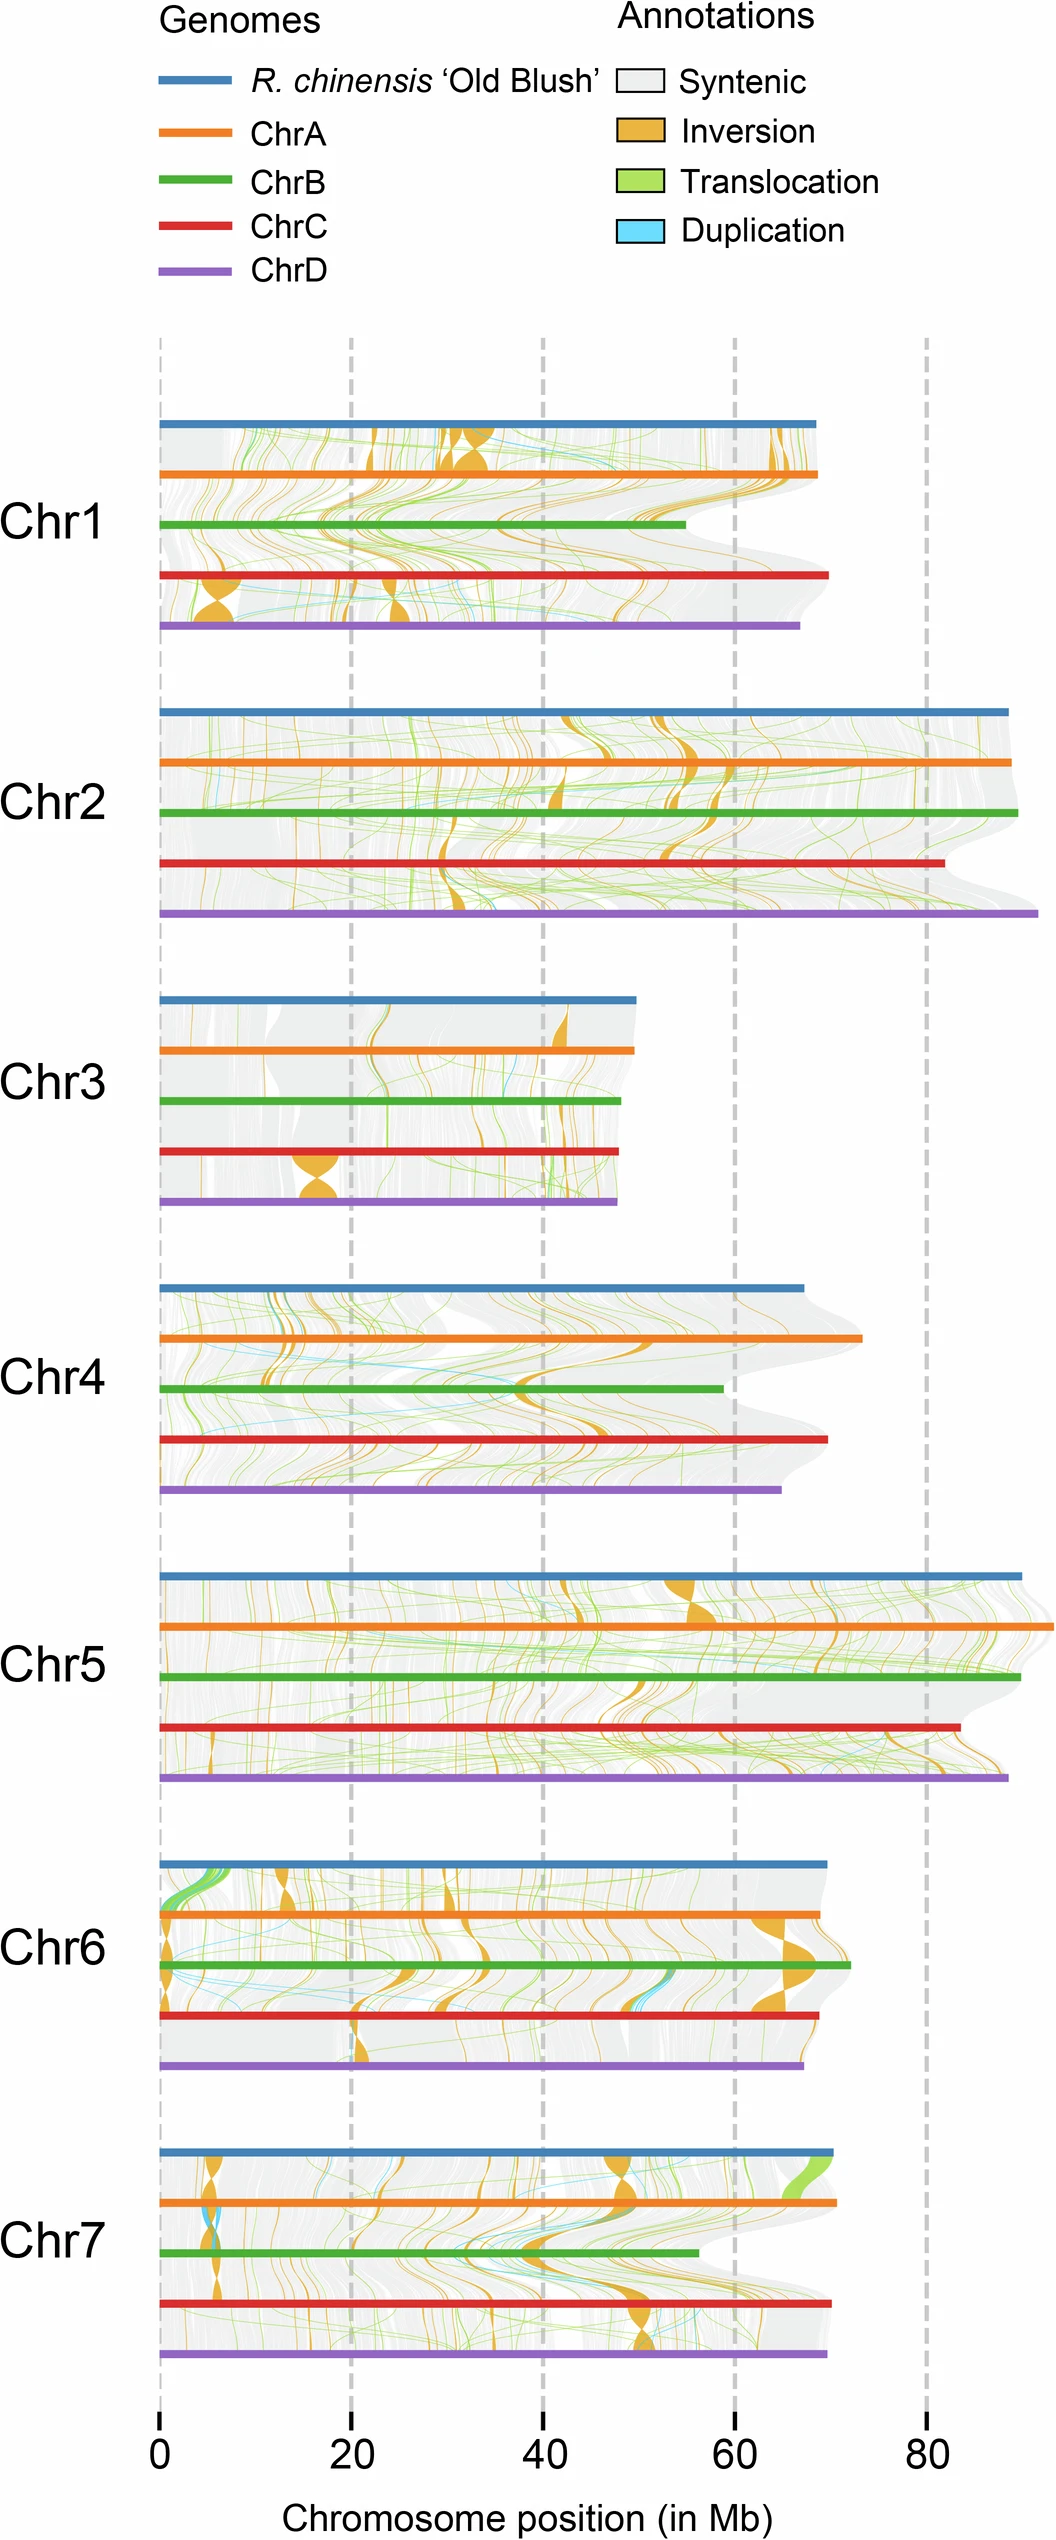 Genomes
R. chinensis ‘Old Blush’
ChrA
ChrB
ChrC
ChrD
Annotations
Syntenic
Inversion
Translocation
Duplication
Chr1
Chr2
Chr3
Chr4
Chr5
Chr6
Chr7
0 20 40 60 80
Chromosome position (in Mb)